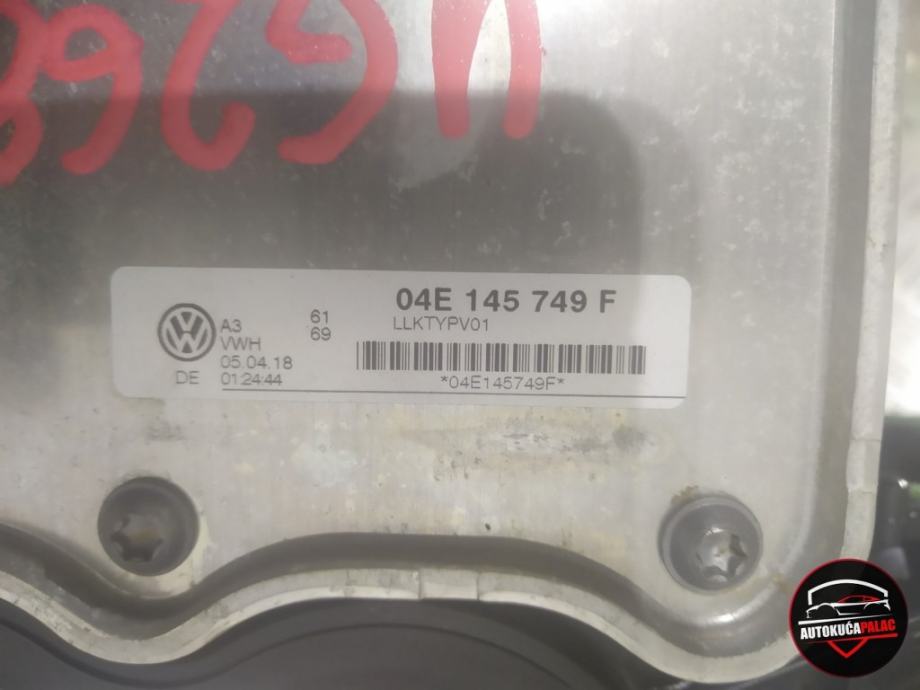 04E 145 749 F
LLKTYPV01
A3 61
VWH 69
05.04.18
DE 01:24:44
*04E145749F*
AUTOKUĆAPALAC